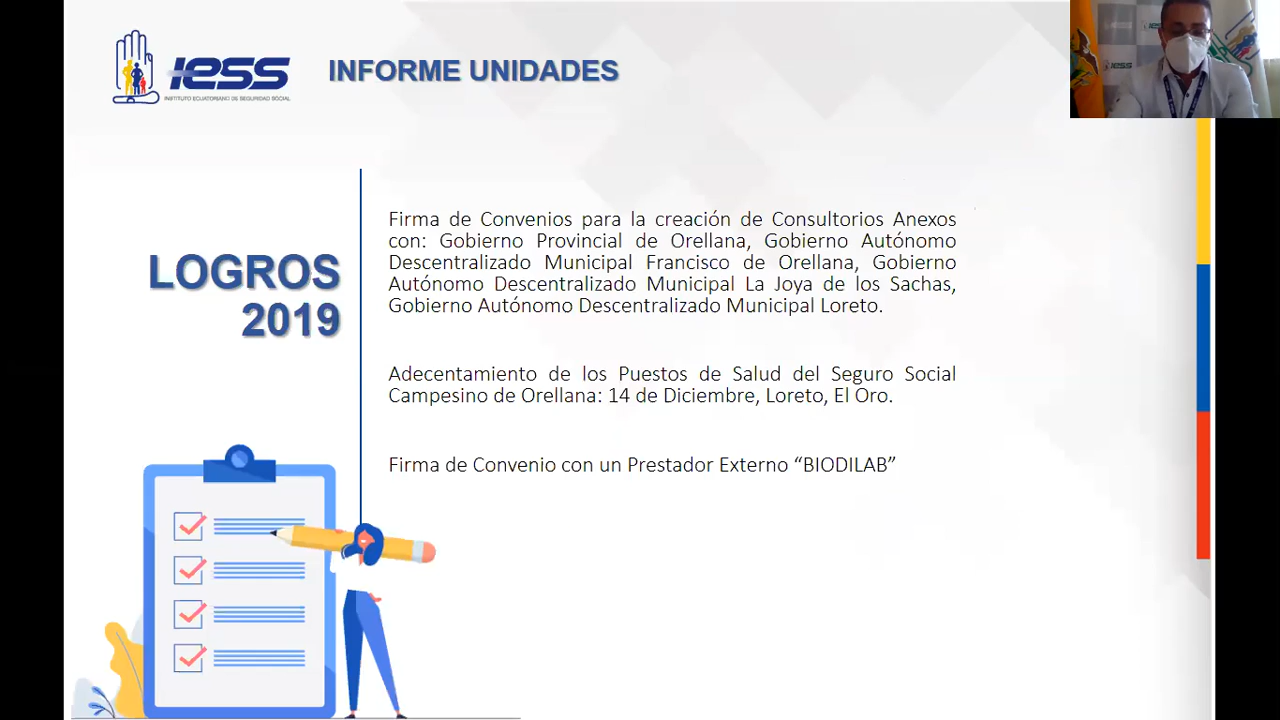 IESS
INSTITUTO ECUATORIANO DE SEGURIDAD SOCIAL
INFORME UNIDADES
LOGROS
2019
Firma de Convenios para la creación de Consultorios Anexos
con: Gobierno Provincial de Orellana, Gobierno Autónomo
Descentralizado Municipal Francisco de Orellana, Gobierno
Autónomo Descentralizado Municipal La Joya de los Sachas,
Gobierno Autónomo Descentralizado Municipal Loreto.
Adecentamiento de los Puestos de Salud del Seguro Social
Campesino de Orellana: 14 de Diciembre, Loreto, El Oro.
Firma de Convenio con un Prestador Externo “BIODILAB”